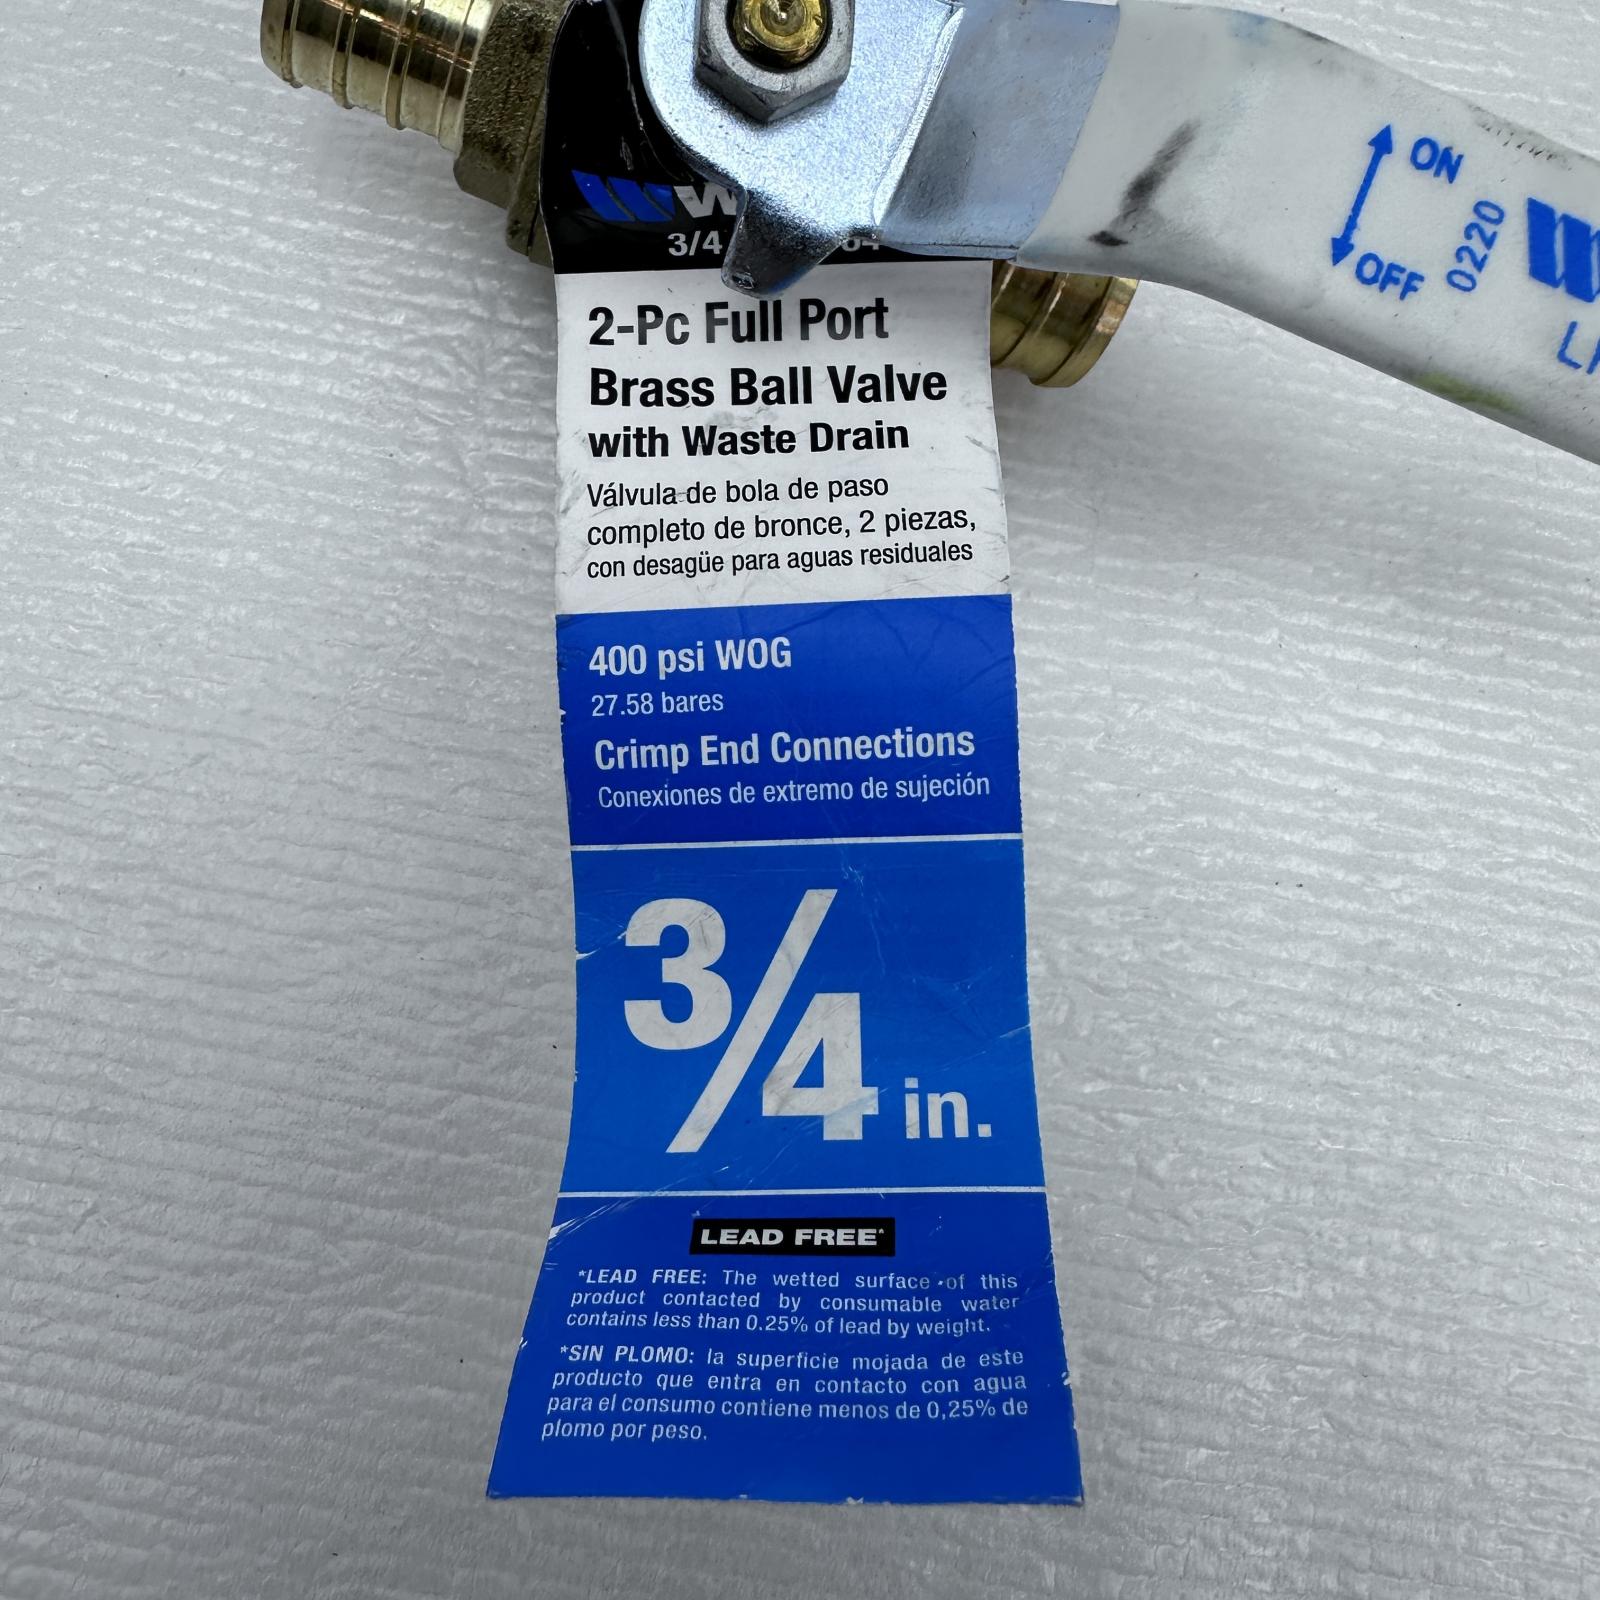 3/4
2-Pc Full Port
Brass Ball Valve
with Waste Drain
Válvula de bola de paso
completo de bronce, 2 piezas,
con desagüe para aguas residuales
400 psi WOG
27.58 bares
Crimp End Connections
Conexiones de extremo de sujeción
3/4 in.
LEAD FREE*
*LEAD FREE: The wetted surface of this
product contacted by consumable water
contains less than 0.25% of lead by weight.
*SIN PLOMO: la superficie mojada de este
producto que entra en contacto con agua
para el consumo contiene menos de 0,25% de
plomo por peso.
ON
OFF
0220